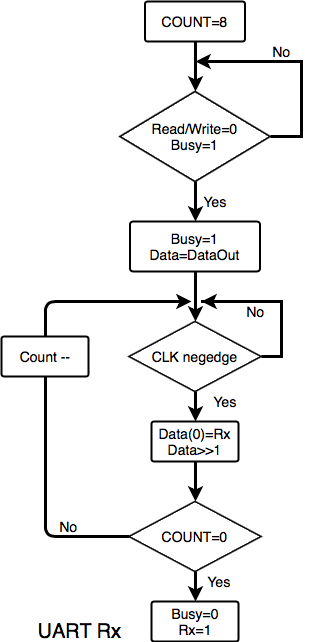 COUNT=8
No
Read/Write=0
Busy=1
Yes
Busy=1
Data=DataOut
No
Count --
CLK negedge
Yes
Data(0)=Rx
Data>>1
No
COUNT=0
Yes
Busy=0
Rx=1
UART Rx